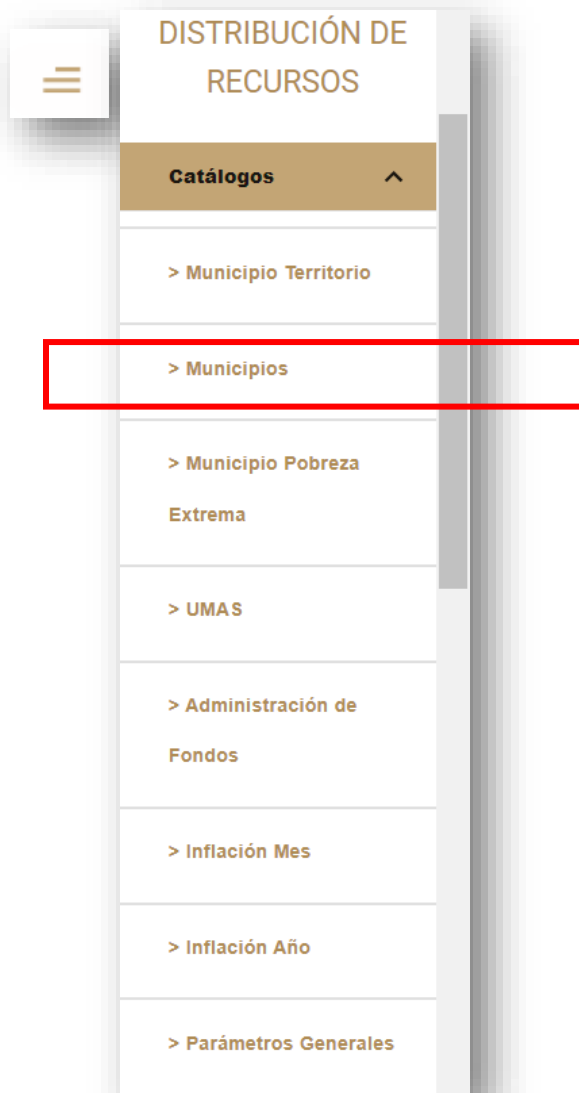 DISTRIBUCIÓN DE
RECURSOS
Catálogos
> Municipio Territorio
> Municipios
> Municipio Pobreza
Extrema
> UMAS
> Administración de
Fondos
> Inflación Mes
> Inflación Año
> Parámetros Generales